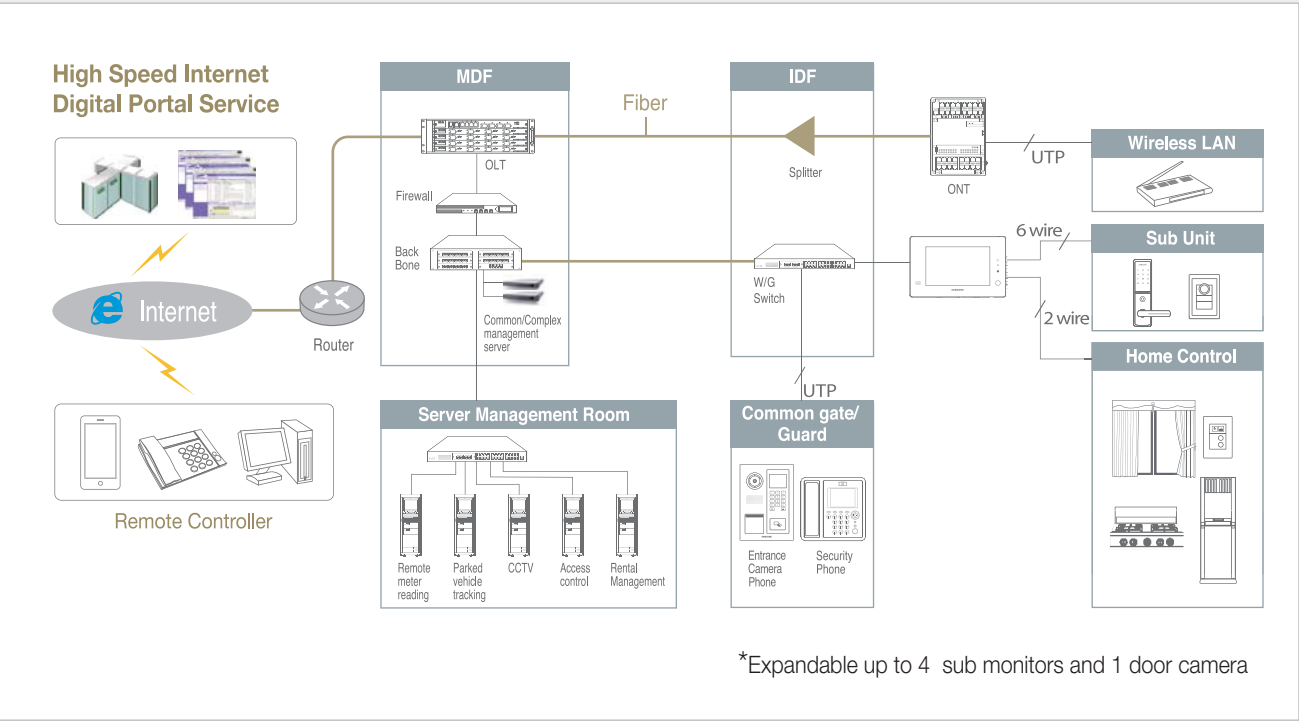 High Speed Internet
Digital Portal Service
Internet
Router
Remote Controller
MDF
OLT
Firewall
Back
Bone
Common/Complex
management
server
Fiber
IDF
Splitter
W/G
Switch
UTP
ONT
UTP
Wireless LAN
6 wire
Sub Unit
2 wire
Home Control
Server Management Room
Remote
meter
reading
Parked
vehicle
tracking
CCTV
Access
control
Rental
Management
Common gate/
Guard
Entrance
Camera
Phone
Security
Phone
*Expandable up to 4 sub monitors and 1 door camera